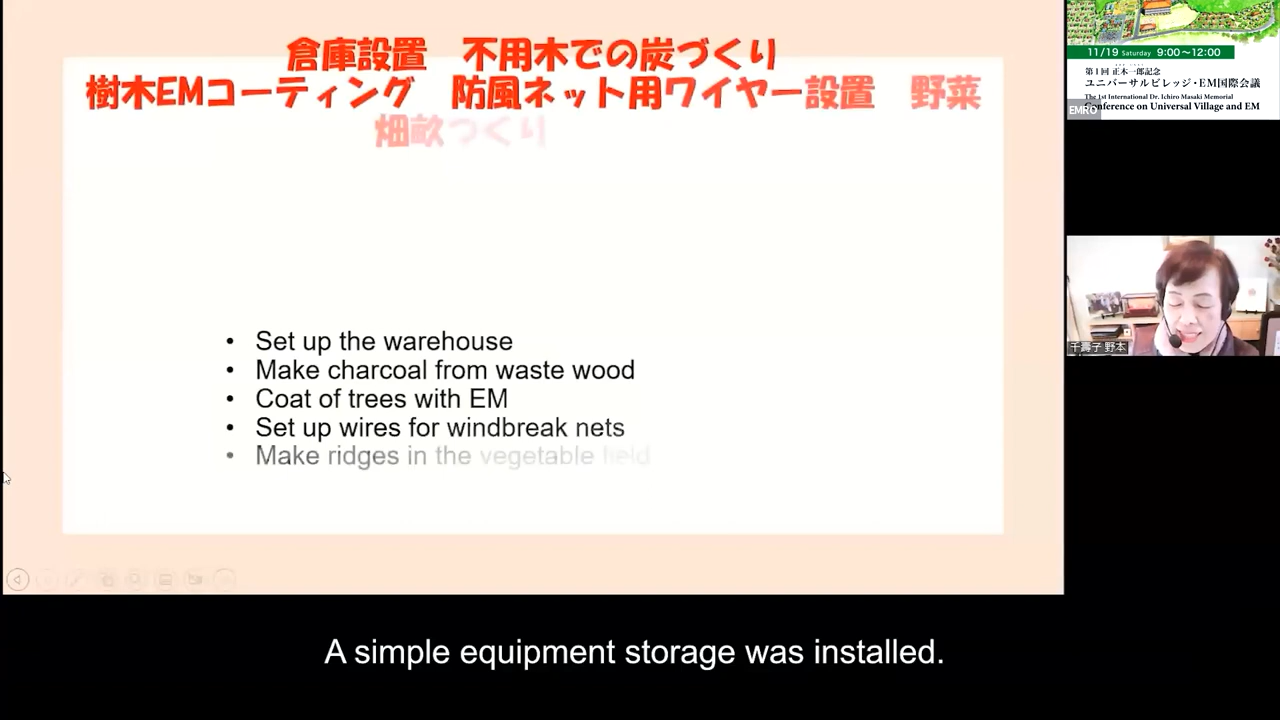 倉庫設置　不用木での炭づくり
樹木EMコーティング　防風ネット用ワイヤー設置　野菜
畑畝つくり
• Set up the warehouse
• Make charcoal from waste wood
• Coat of trees with EM
• Set up wires for windbreak nets
• Make ridges in the vegetable field
A simple equipment storage was installed.
11/19 Saturday 9:00～12:00
第1回 正木一郎記念
ユニバーサルビレッジ・EM国際会議
The 1st International Dr. Ichiro Masaki Memorial
Conference on Universal Village and EM
EMRO
千壽子 野本